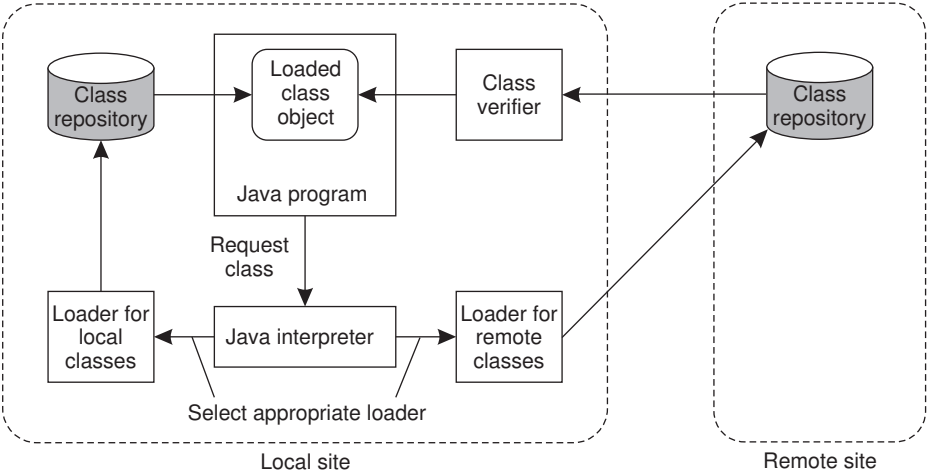 Class
repository
Loaded
class
object
Class
verifier
Class
repository
Java program
Request
class
Loader for
local
classes
Java interpreter
Loader for
remote
classes
Select appropriate loader
Local site
Remote site